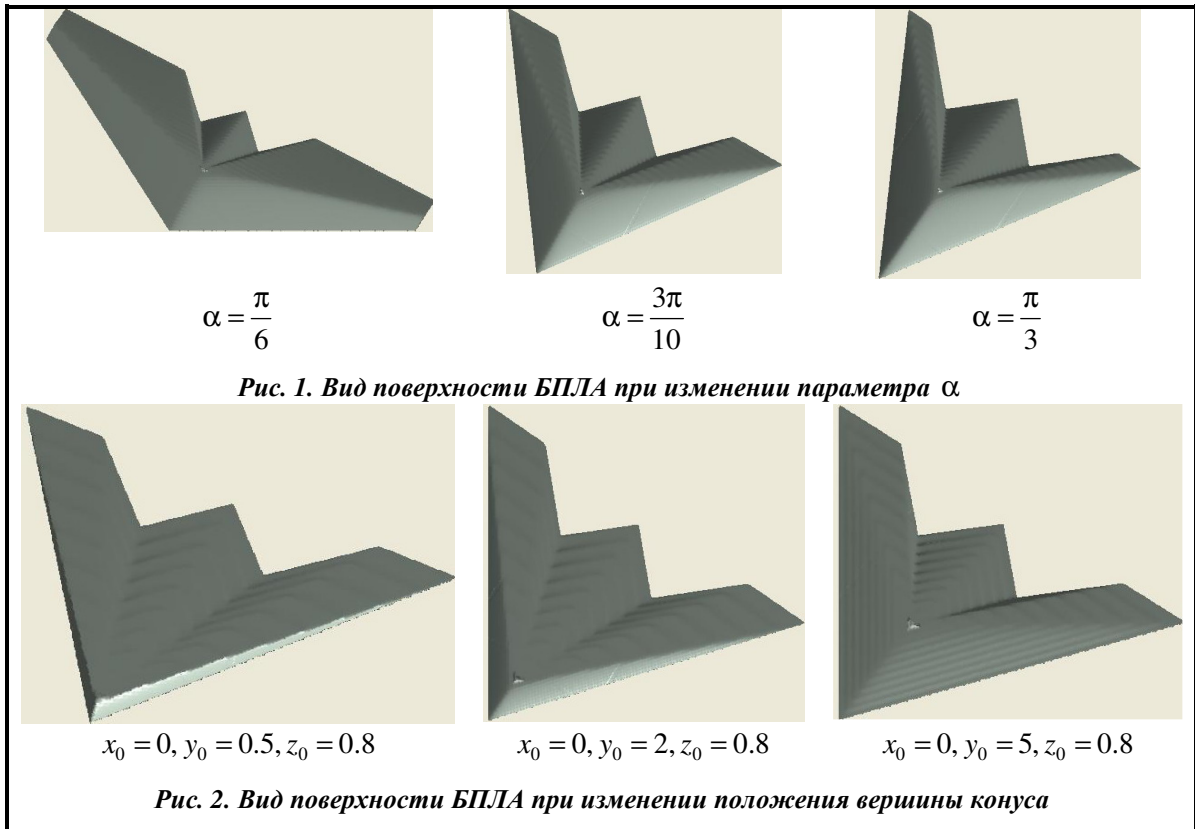 α = π/6
α = 3π/10
α = π/3
Рис. 1. Вид поверхности БПЛА при изменении параметра α
x₀ = 0, y₀ = 0.5, z₀ = 0.8
x₀ = 0, y₀ = 2, z₀ = 0.8
x₀ = 0, y₀ = 5, z₀ = 0.8
Рис. 2. Вид поверхности БПЛА при изменении положения вершины конуса